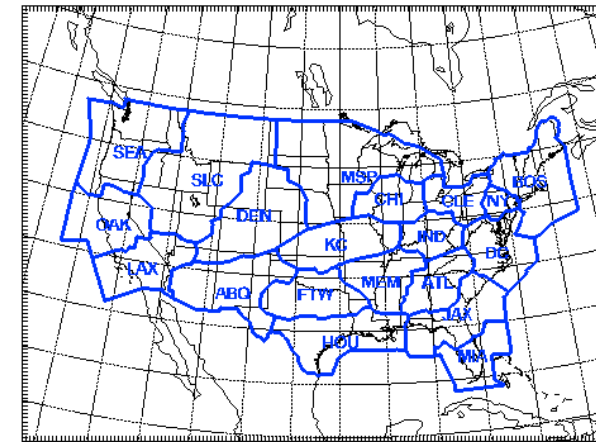 SEA
SLC
MSP
BOS
CHI
CLE
NY
DEN
OAK
KC
IND
DC
LAX
ABQ
FTW
MEM
ATL
JAX
HOU
MIA